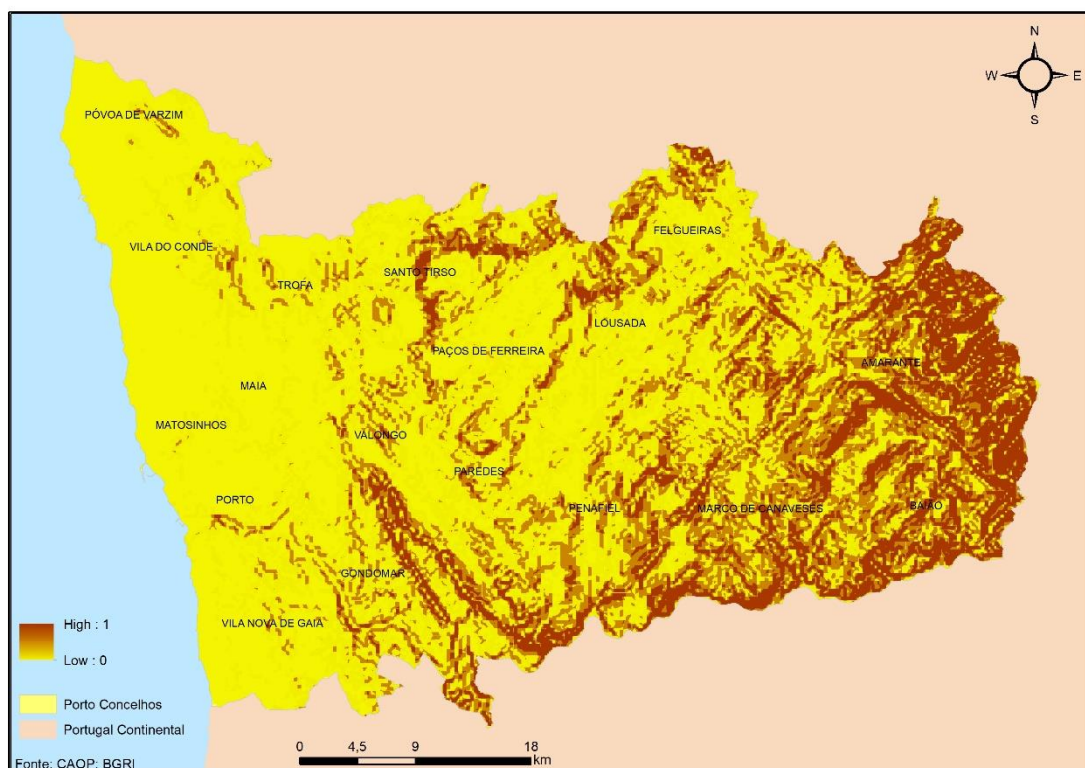 N
W E
S
PÓVOA DE VARZIM
FELGUEIRAS
VILA DO CONDE
SANTO TIRSO
TROFA
LOUSADA
PAÇOS DE FERREIRA
AMARANTE
MAIA
MATOSINHOS
VALONGO
PAREDES
PORTO
PENAFIEL
MARCO DE CANAVESES
BAIÃO
GONDOMAR
VILA NOVA DE GAIA
High : 1
Low : 0
Porto Concelhos
Portugal Continental
0 4,5 9 18
km
Fonte: CAOP; BGRI